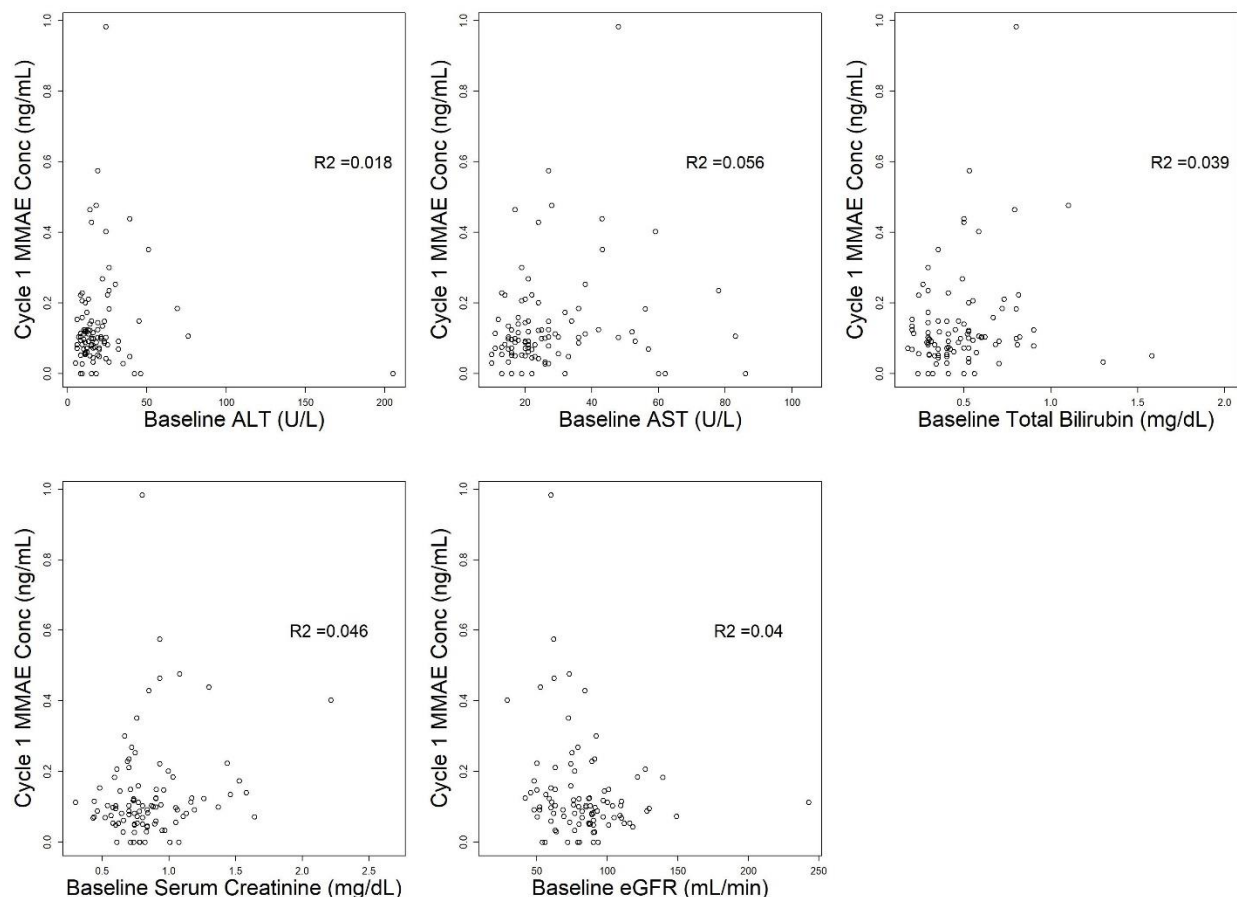 Cycle 1 MMAE Conc (ng/mL)
1.0
0.8
0.6
0.4
0.2
0.0
R2 =0.018
0 50 100 150 200
Baseline ALT (U/L)
Cycle 1 MMAE Conc (ng/mL)
1.0
0.8
0.6
0.4
0.2
0.0
R2 =0.056
20 40 60 80 100
Baseline AST (U/L)
Cycle 1 MMAE Conc (ng/mL)
1.0
0.8
0.6
0.4
0.2
0.0
R2 =0.039
0.5 1.0 1.5 2.0
Baseline Total Bilirubin (mg/dL)
Cycle 1 MMAE Conc (ng/mL)
1.0
0.8
0.6
0.4
0.2
0.0
R2 =0.046
0.5 1.0 1.5 2.0 2.5
Baseline Serum Creatinine (mg/dL)
Cycle 1 MMAE Conc (ng/mL)
1.0
0.8
0.6
0.4
0.2
0.0
R2 =0.04
50 100 150 200 250
Baseline eGFR (mL/min)